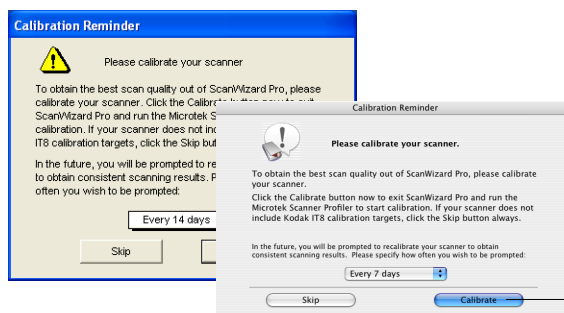 Calibration Reminder
Please calibrate your scanner
To obtain the best scan quality out of ScanWizard Pro, please
calibrate your scanner. Click the
ScanWizard Pro and run the Microtek
calibration. If your scanner does not
IT8 calibration targets, click the Skip
In the future, you will be prompted to
to obtain consistent scanning results.
often you wish to be prompted:
Every 14 days
Skip
Calibration Reminder
Please calibrate your scanner.
To obtain the best scan quality out of ScanWizard Pro, please calibrate
your scanner.
Click the Calibrate button now to exit ScanWizard Pro and run the
Microtek Scanner Profiler to start calibration. If your scanner does not
include Kodak IT8 calibration targets, click the Skip button always.
In the future, you will be prompted to recalibrate your scanner to obtain
consistent scanning results. Please specify how often you wish to be prompted:
Every 7 days
Skip
Calibrate